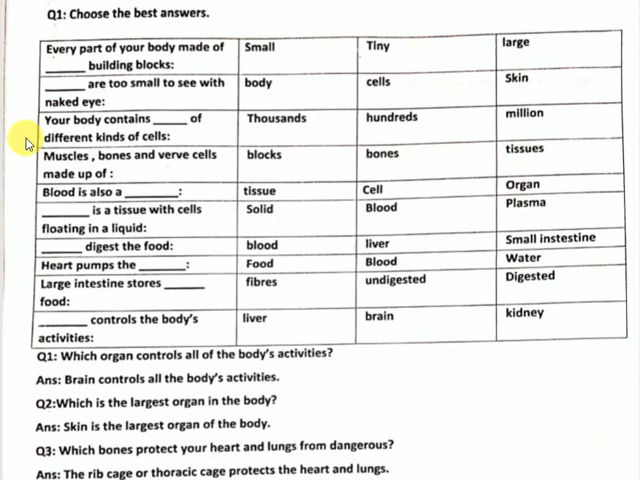 Q1: Choose the best answers.
Every part of your body made of Small Tiny large
______ building blocks:
______ are too small to see with body cells Skin
naked eye:
Your body contains _____ of Thousands hundreds million
different kinds of cells:
Muscles , bones and verve cells blocks bones tissues
made up of :
Blood is also a ________: tissue Cell Organ
_______ is a tissue with cells Solid Blood Plasma
floating in a liquid:
______ digest the food: blood liver Small instestine
Heart pumps the _______: Food Blood Water
Large intestine stores ______ fibres undigested Digested
food:
________ controls the body's liver brain kidney
activities:
Q1: Which organ controls all of the body's activities?
Ans: Brain controls all the body's activities.
Q2:Which is the largest organ in the body?
Ans: Skin is the largest organ of the body.
Q3: Which bones protect your heart and lungs from dangerous?
Ans: The rib cage or thoracic cage protects the heart and lungs.